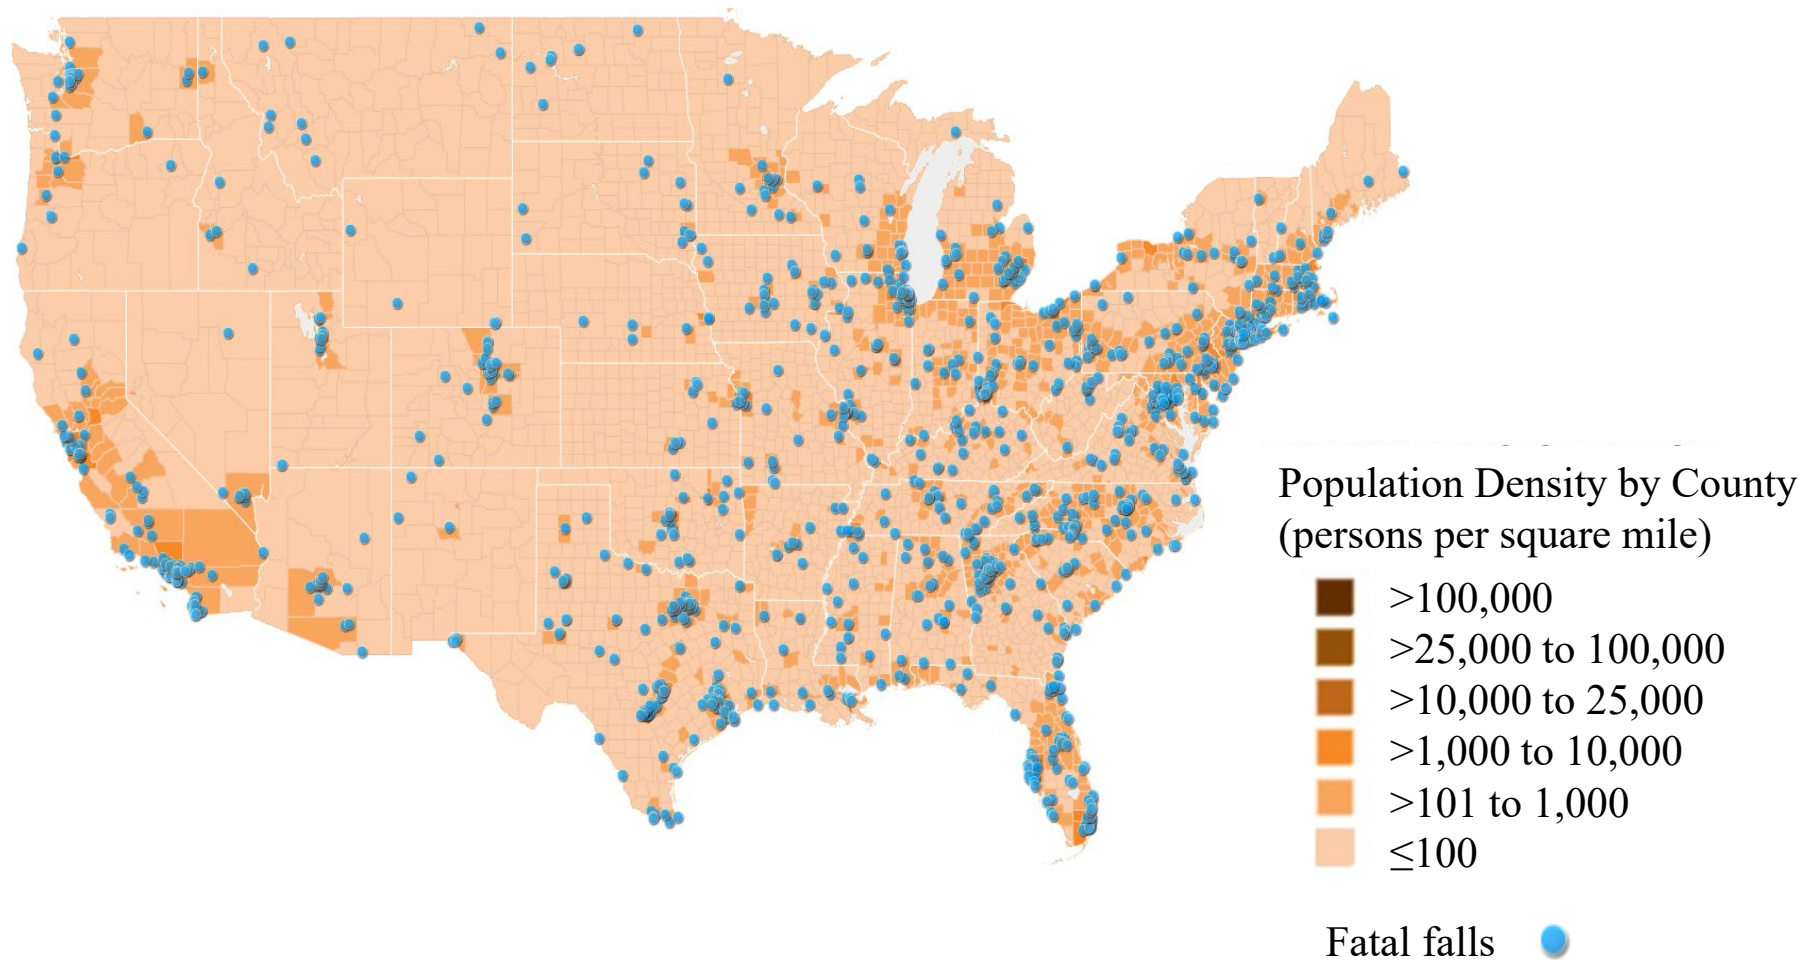 Population Density by County
(persons per square mile)
>100,000
>25,000 to 100,000
>10,000 to 25,000
>1,000 to 10,000
>101 to 1,000
≤100
Fatal falls